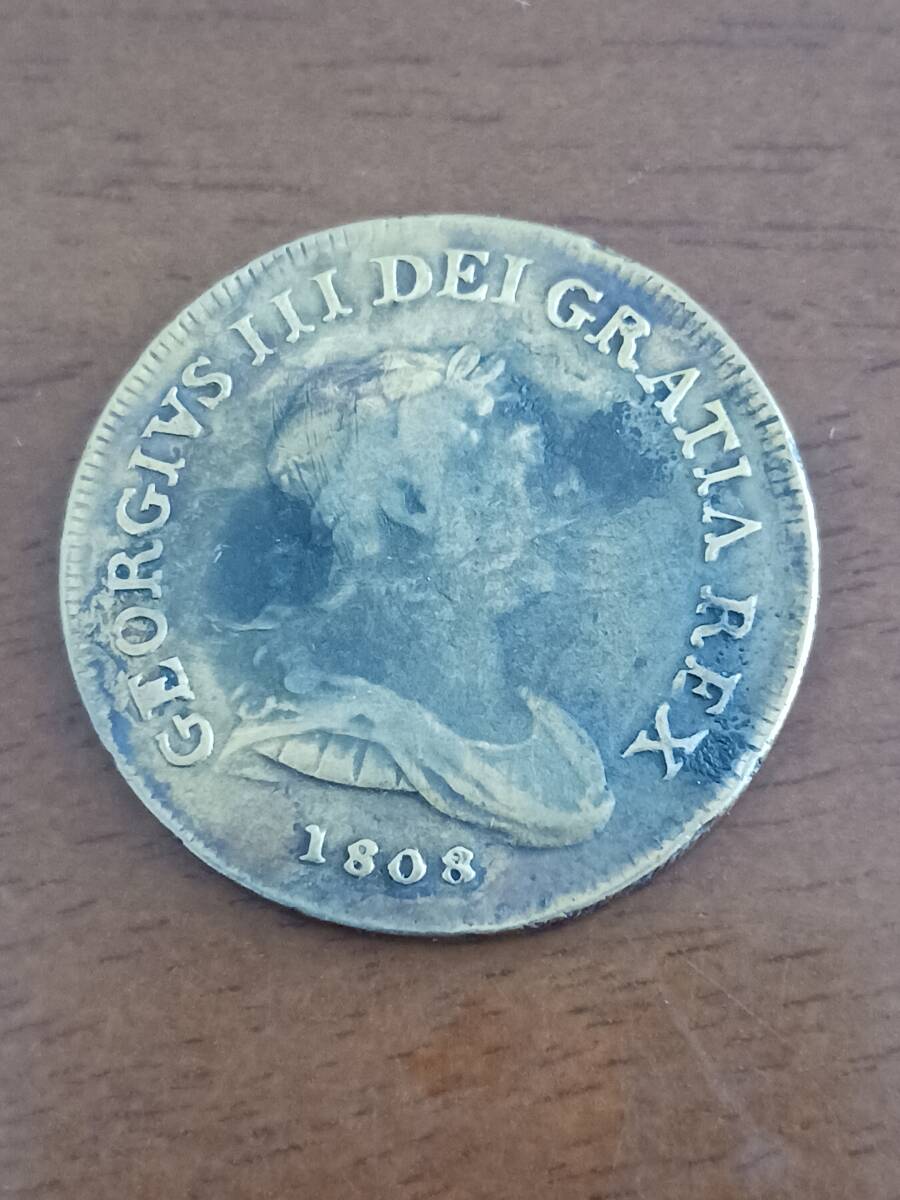 GEORGIVS III DEI GRATIA REX
1808